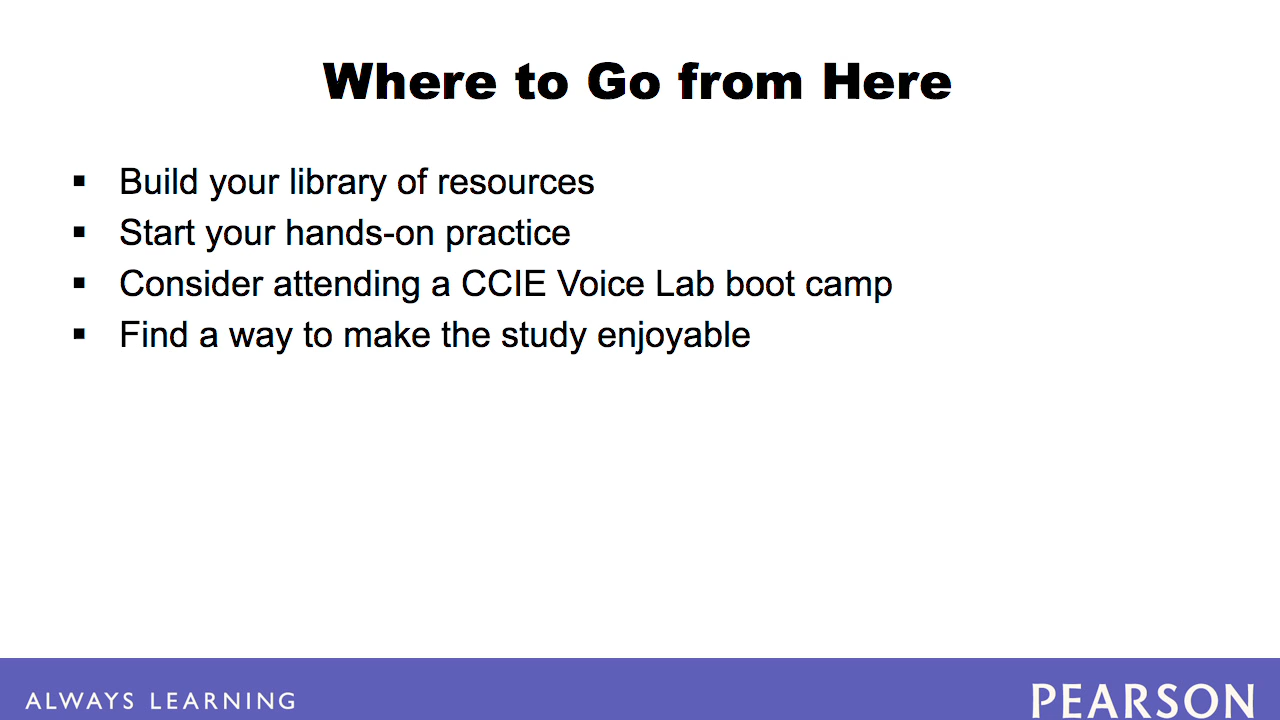 Where to Go from Here
▪ Build your library of resources
▪ Start your hands-on practice
▪ Consider attending a CCIE Voice Lab boot camp
▪ Find a way to make the study enjoyable
ALWAYS LEARNING
PEARSON